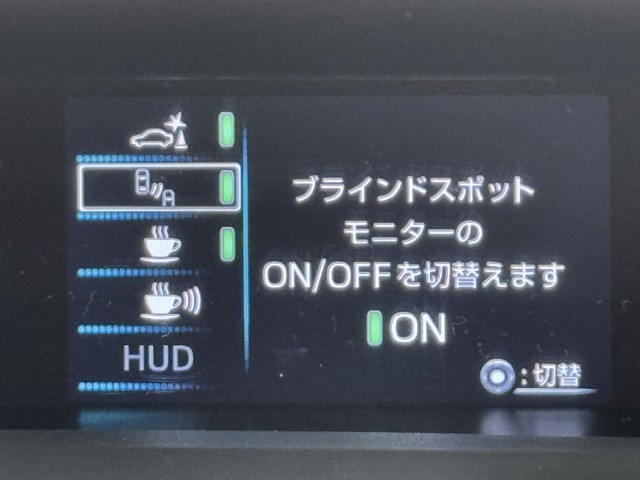 ブラインドスポット
モニターの
ON/OFFを切替えます
ON
HUD
:切替